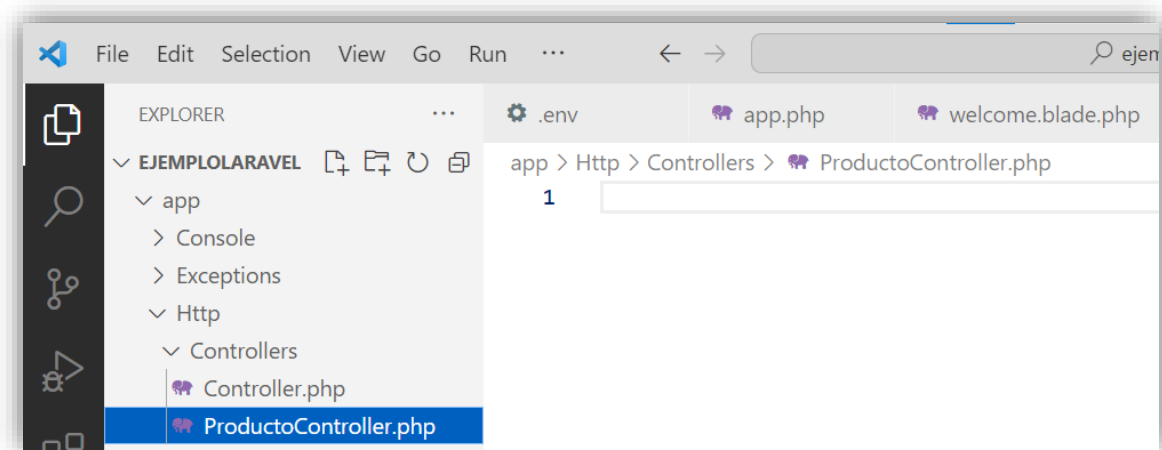 File Edit Selection View Go Run ··· ejem
EXPLORER ···
.env app.php welcome.blade.php
EJEMPLOLARAVEL
app > Http > Controllers > ProductoController.php
1
app
Console
Exceptions
Http
Controllers
Controller.php
ProductoController.php